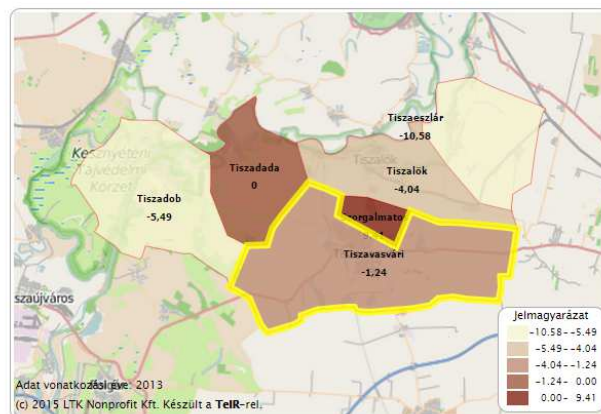 Tiszaeszlár
-10,58
Tiszalök
Tiszalök
-4,04
Tiszadada
0
Tájvédelmi
Körzet
Tiszadob
-5,49
Tiszavasvári
-1,24
szaújváros
Jelmagyarázat
-10.58--5.49
-5.49--4.04
-4.04--1.24
-1.24- 0.00
0.00- 9.41
Adat vonatkozási éve: 2013
(c) 2015 LTK Nonprofit Kft. Készült a TeIR-rel.